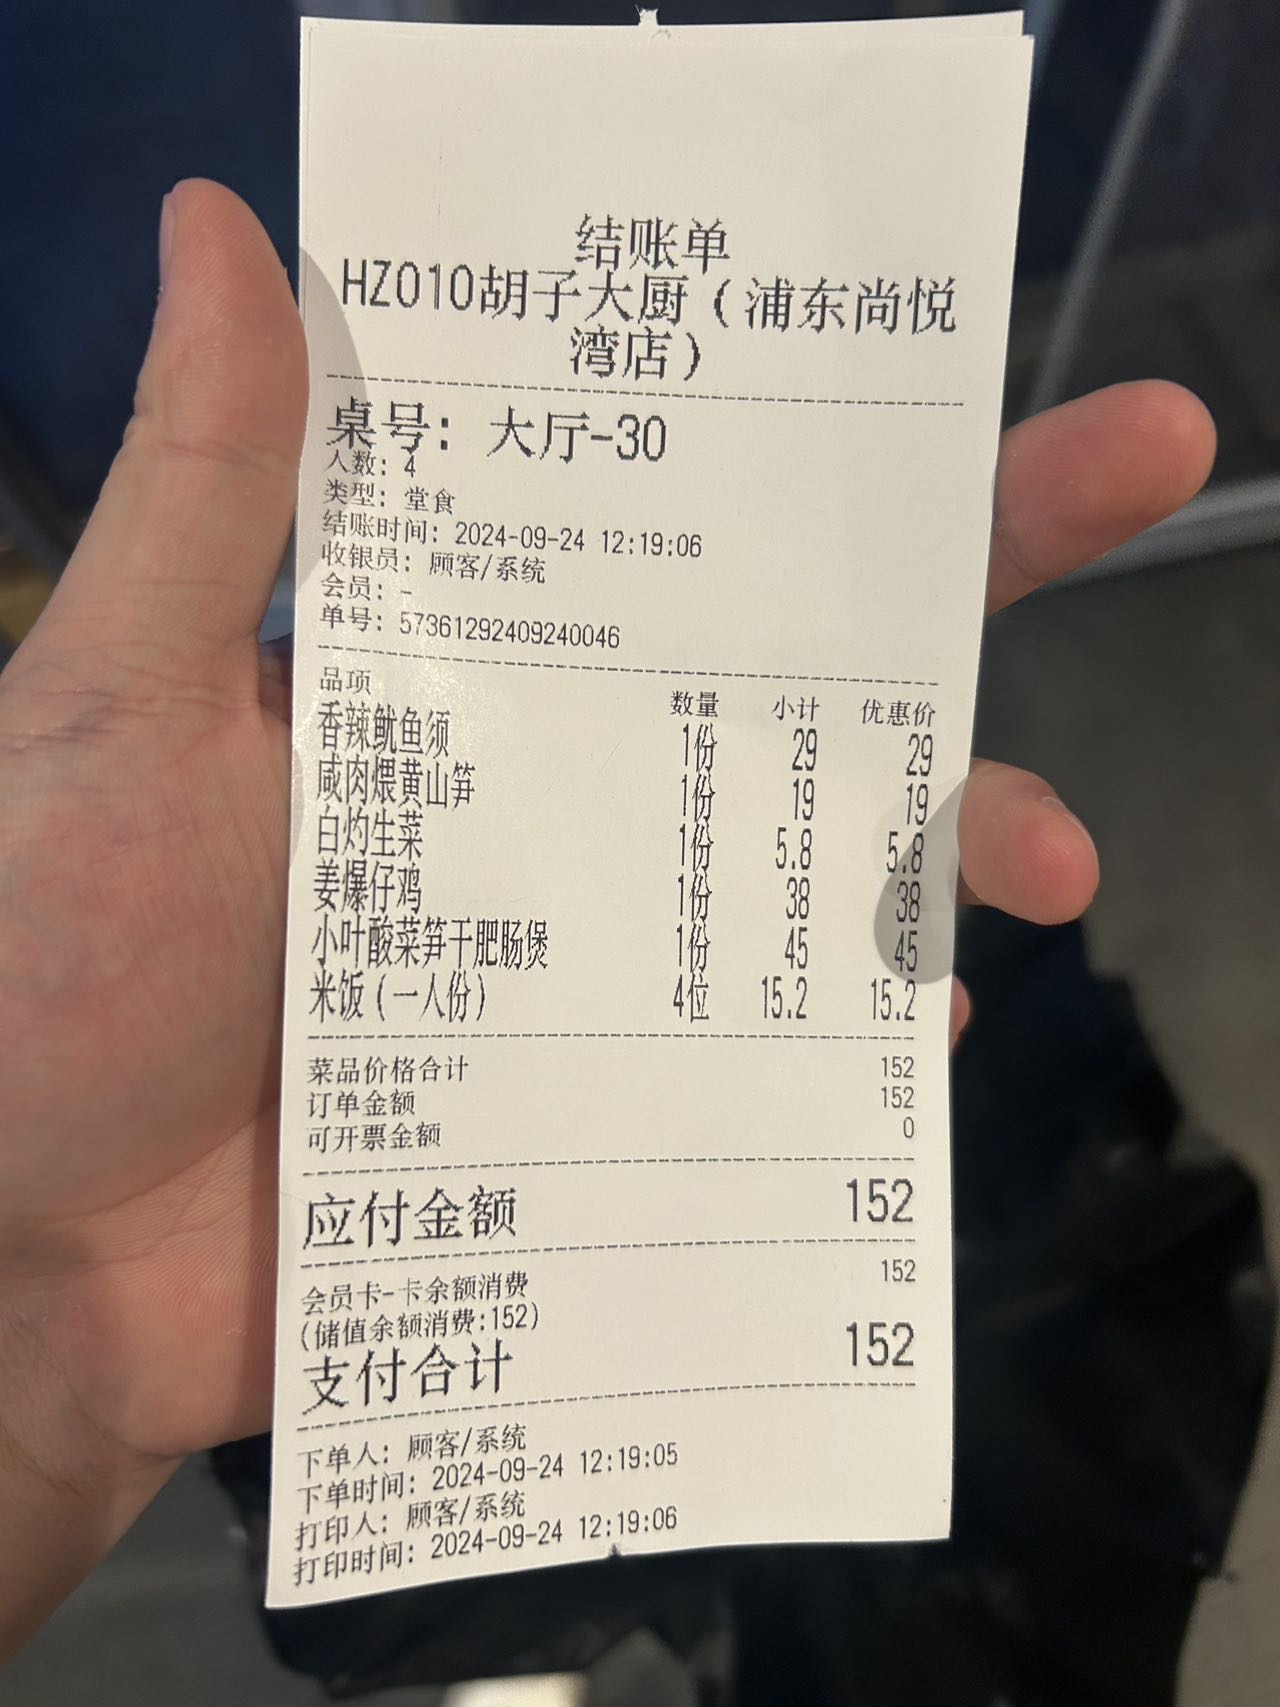 结账单
HZ010胡子大厨（浦东尚悦
湾店）
桌号：大厅-30
人数：4
类型：堂食
结账时间：2024-09-24 12:19:06
收银员：顾客/系统
会员：-
单号：57361292409240046
品项 数量 小计 优惠价
香辣鱿鱼须 1份 29 29
咸肉煨黄山笋 1份 19 19
白灼生菜 1份 5.8 5.8
姜爆仔鸡 1份 38 38
小叶酸菜笋干肥肠煲 1份 45 45
米饭（一人份） 4位 15.2 15.2
菜品价格合计 152
订单金额 152
可开票金额 0
应付金额 152
会员卡-卡余额消费 152
(储值余额消费:152)
支付合计 152
下单人：顾客/系统
下单时间：2024-09-24 12:19:05
打印人：顾客/系统
打印时间：2024-09-24 12:19:06